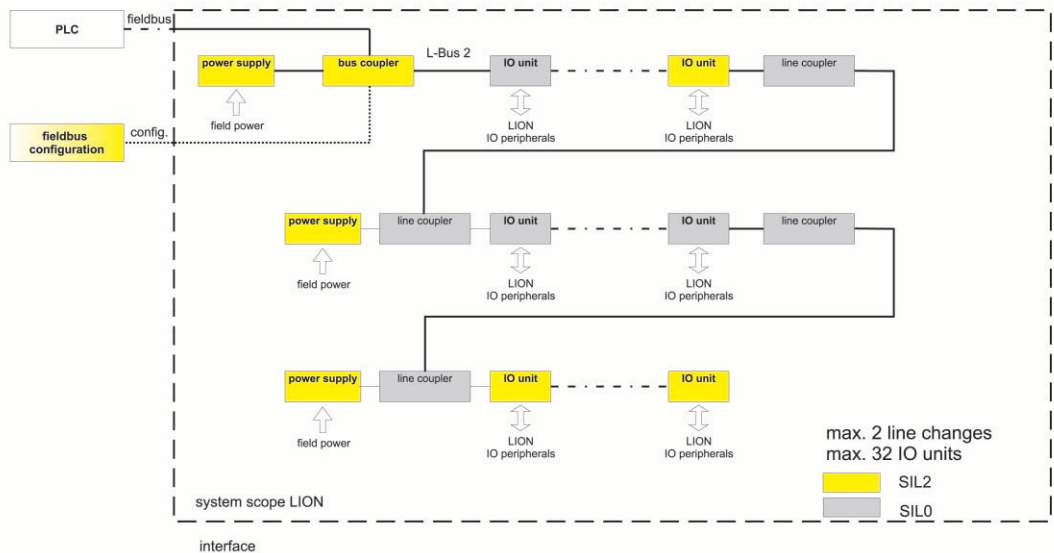 PLC
fieldbus
L-Bus 2
power supply
bus coupler
IO unit
IO unit
line coupler
field power
LION
IO peripherals
LION
IO peripherals
fieldbus
configuration
config.
power supply
line coupler
IO unit
IO unit
line coupler
field power
LION
IO peripherals
LION
IO peripherals
power supply
line coupler
IO unit
IO unit
field power
LION
IO peripherals
LION
IO peripherals
max. 2 line changes
max. 32 IO units
SIL2
SIL0
system scope LION
interface